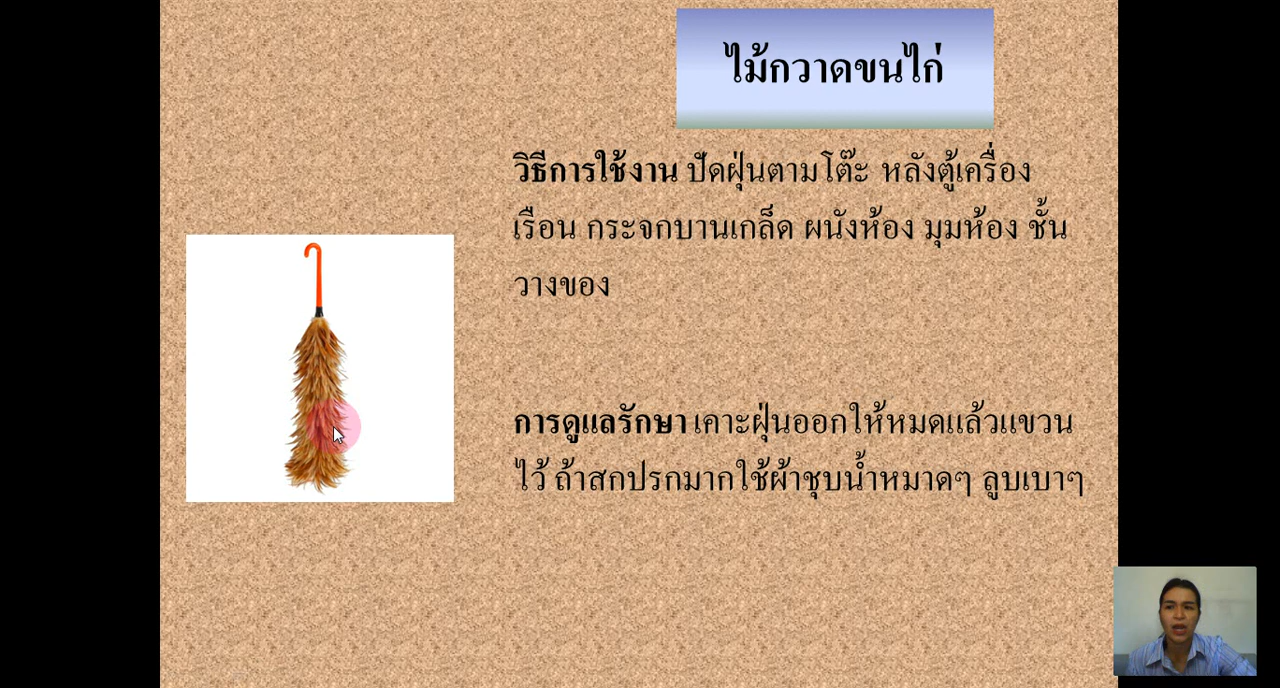 ไม้กวาดขนไก่
วิธีการใช้งาน ปัดฝุ่นตามโต๊ะ หลังตู้เครื่อง
เรือน กระจกบานเกล็ด ผนังห้อง มุมห้อง ชั้น
วางของ
การดูแลรักษา เคาะฝุ่นออกให้หมดแล้วแขวน
ไว้ ถ้าสกปรกมากใช้ผ้าชุบน้ำหมาดๆ ลูบเบาๆ